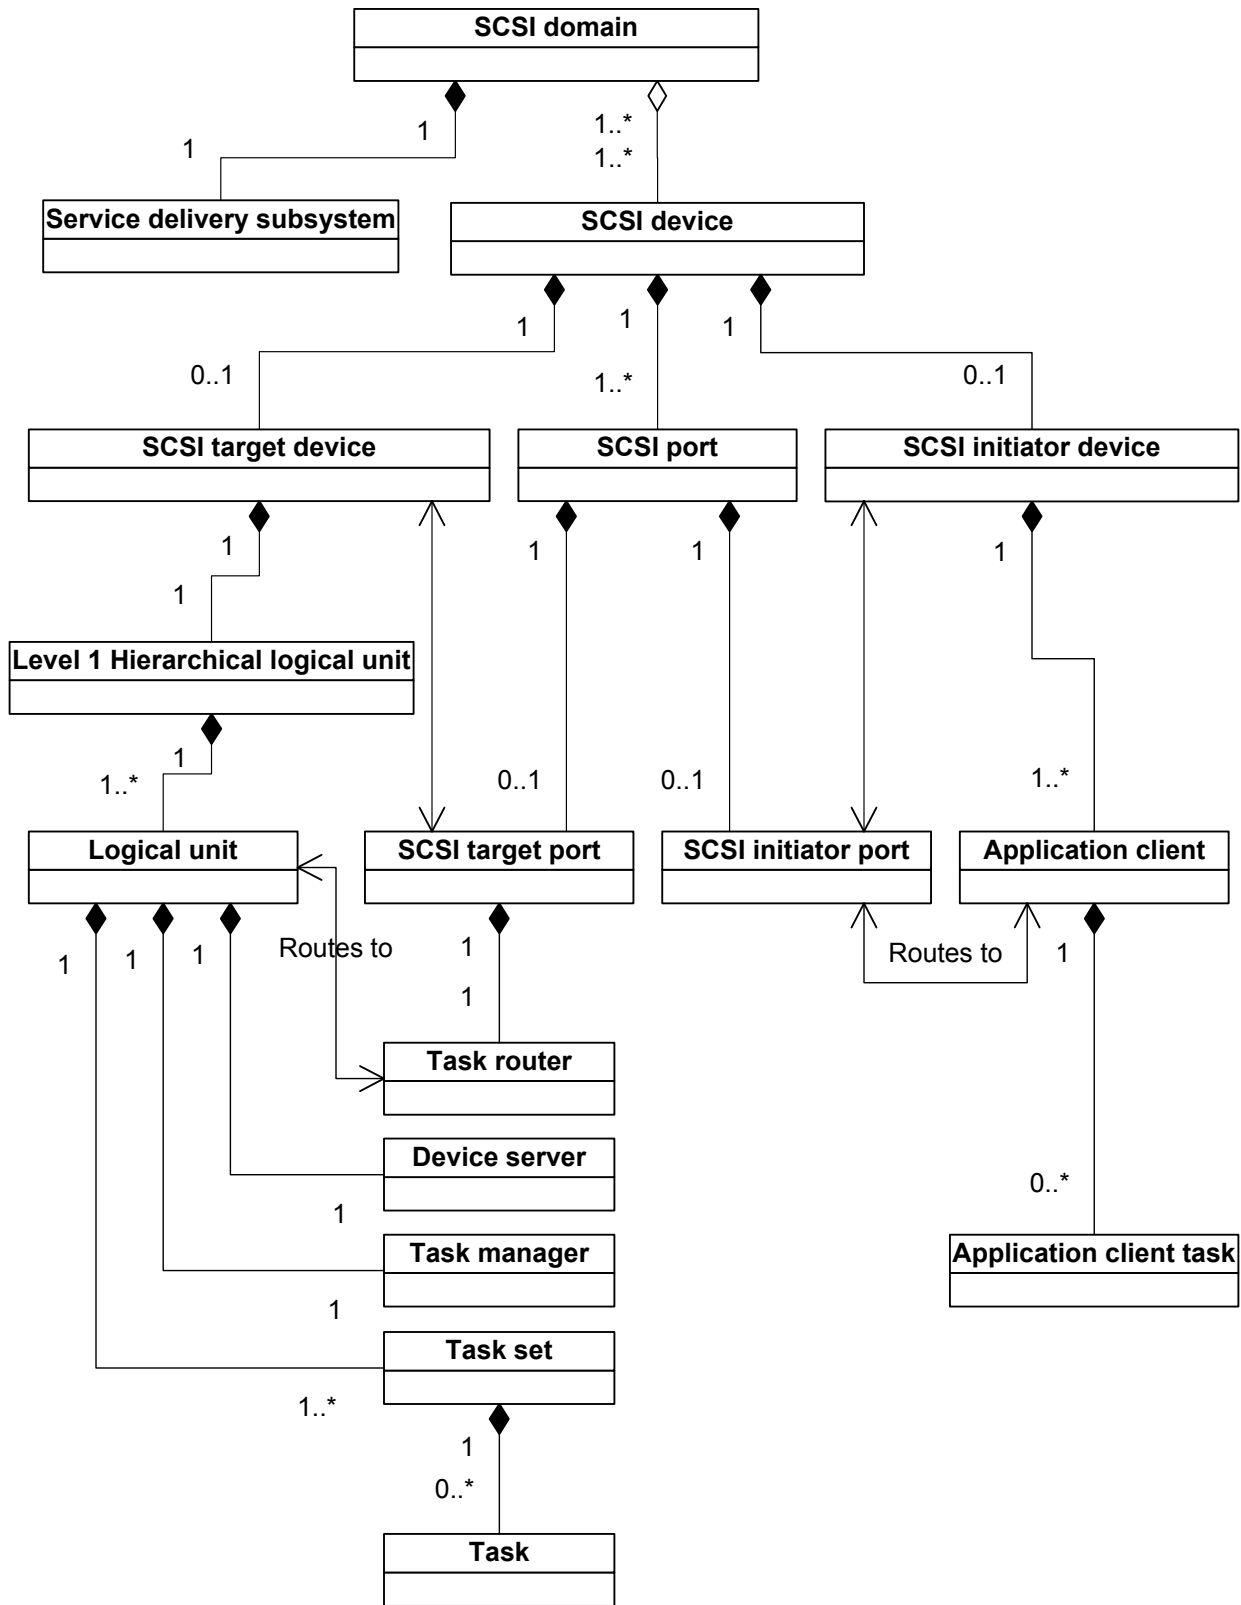 SCSI domain
1
1..*
1
1..*
Service delivery subsystem
SCSI device
1
1
1
0..1
1..*
0..1
SCSI target device
SCSI port
SCSI initiator device
1
1
1
1
1
Level 1 Hierarchical logical unit
1
1..*
0..1
0..1
1..*
Logical unit
SCSI target port
SCSI initiator port
Application client
1
1
1
Routes to
1
Routes to
1
1
Task router
Device server
0..*
1
Task manager
Application client task
1
Task set
1..*
1
0..*
Task